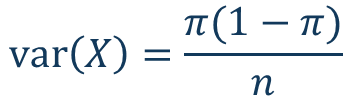 var(X) = π(1 − π) / n